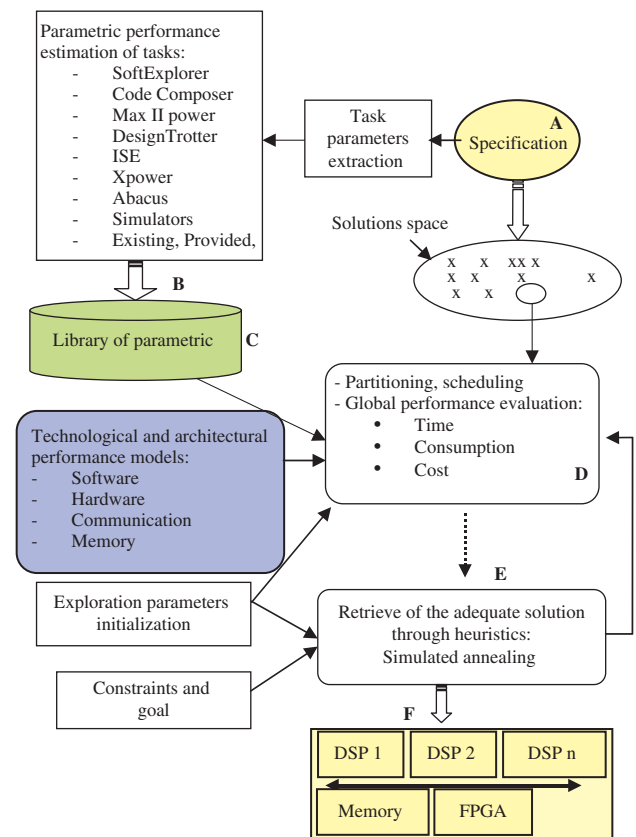 Parametric performance
estimation of tasks:
- SoftExplorer
- Code Composer
- Max II power
- DesignTrotter
- ISE
- Xpower
- Abacus
- Simulators
- Existing, Provided,
Task
parameters
extraction
A
Specification
Solutions space
x x xx x
x x x x x
x x
B
Library of parametric
C
- Partitioning, scheduling
- Global performance evaluation:
• Time
• Consumption
• Cost
D
Technological and architectural
performance models:
- Software
- Hardware
- Communication
- Memory
E
Exploration parameters
initialization
Retrieve of the adequate solution
through heuristics:
Simulated annealing
Constraints and
goal
F
DSP 1 DSP 2 DSP n
Memory FPGA